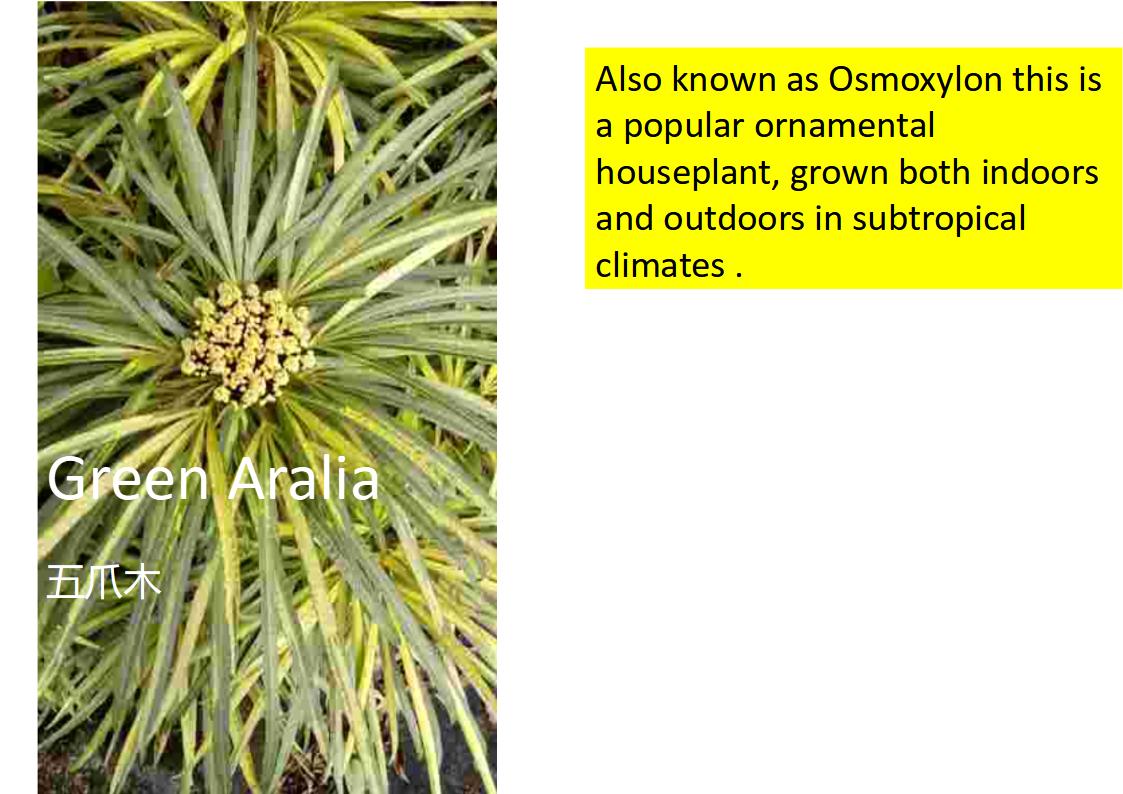 Green Aralia
五爪木
Also known as Osmoxylon this is
a popular ornamental
houseplant, grown both indoors
and outdoors in subtropical
climates .